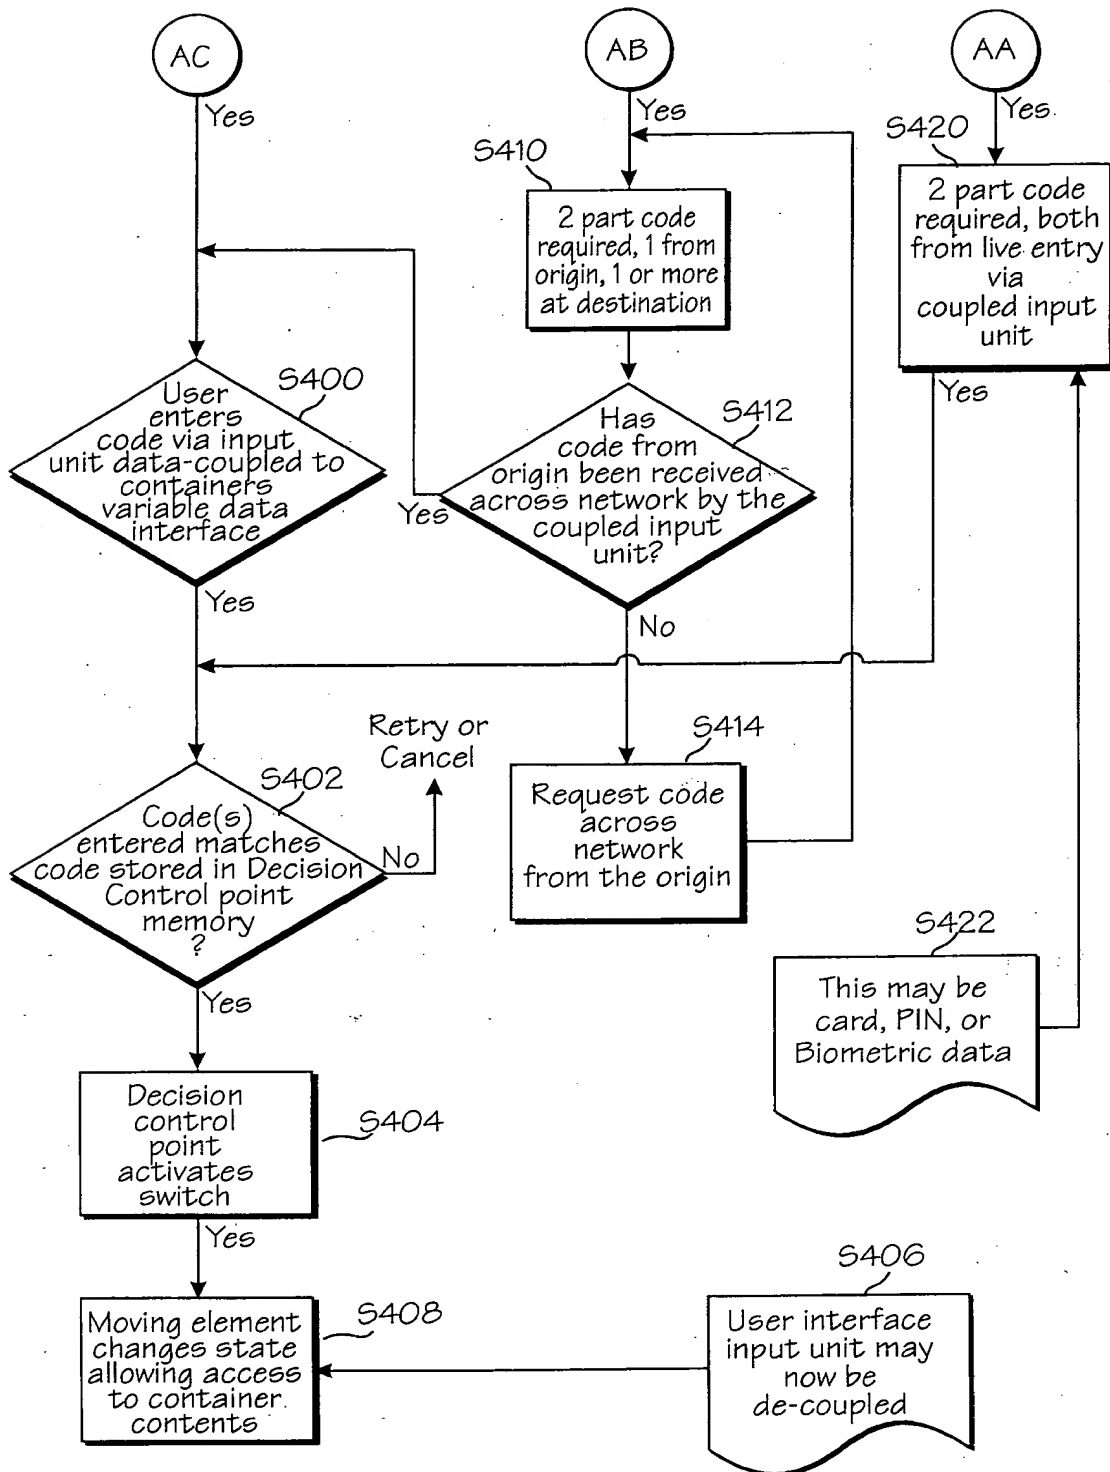 AC
AB
AA
Yes
Yes
Yes
S410
S420
2 part code
required, 1 from
origin, 1 or more
at destination
2 part code
required, both
from live entry
via
coupled input
unit
S400
User
enters
code via input
unit data-coupled to
containers
variable data
interface
S412
Has
code from
origin been received
across network by the
coupled input
unit?
Yes
Yes
Yes
No
Retry or
Cancel
S414
Request code
across
network
from the origin
S402
Code(s)
entered matches
code stored in Decision
Control point
memory
?
No
Yes
S422
This may be
card, PIN, or
Biometric data
Decision
control
point
activates
switch
S404
Yes
S406
User interface
input unit may
now be
de-coupled
Moving element
changes state
allowing access
to container
contents
S408